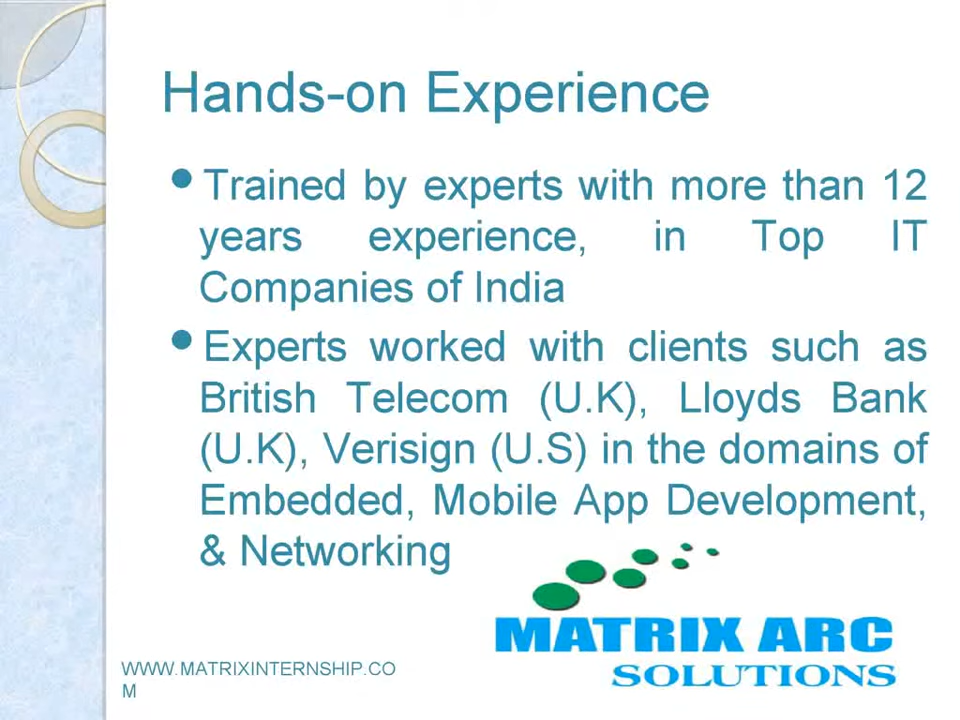 Hands-on Experience
Trained by experts with more than 12
years experience, in Top IT
Companies of India
Experts worked with clients such as
British Telecom (U.K), Lloyds Bank
(U.K), Verisign (U.S) in the domains of
Embedded, Mobile App Development,
& Networking
MATRIX ARC
SOLUTIONS
WWW.MATRIXINTERNSHIP.CO
M